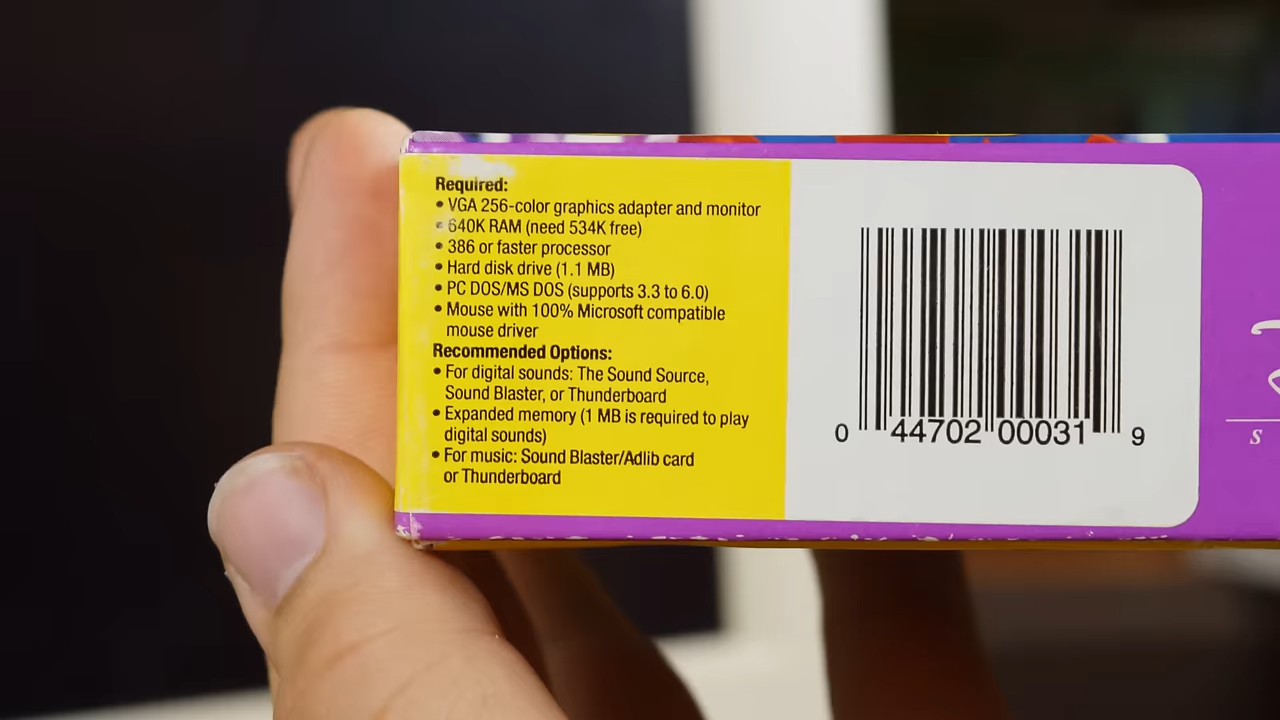 Required:
• VGA 256-color graphics adapter and monitor
• 640K RAM (need 534K free)
• 386 or faster processor
• Hard disk drive (1.1 MB)
• PC DOS/MS DOS (supports 3.3 to 6.0)
• Mouse with 100% Microsoft compatible
mouse driver
Recommended Options:
• For digital sounds: The Sound Source,
Sound Blaster, or Thunderboard
• Expanded memory (1 MB is required to play
digital sounds)
• For music: Sound Blaster/Adlib card
or Thunderboard
0 44702 00031 9